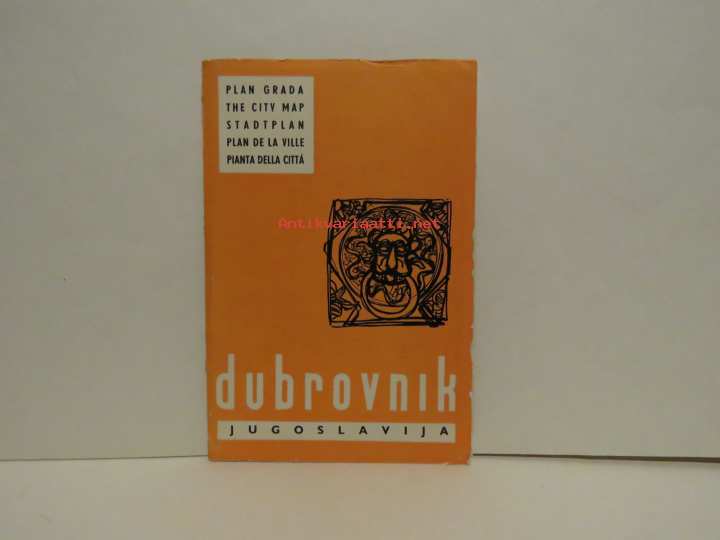 PLAN GRADA
THE CITY MAP
STADTPLAN
PLAN DE LA VILLE
PIANTA DELLA CITTÁ
Antikvariaatti.net
dubrovnik
JUGOSLAVIJA